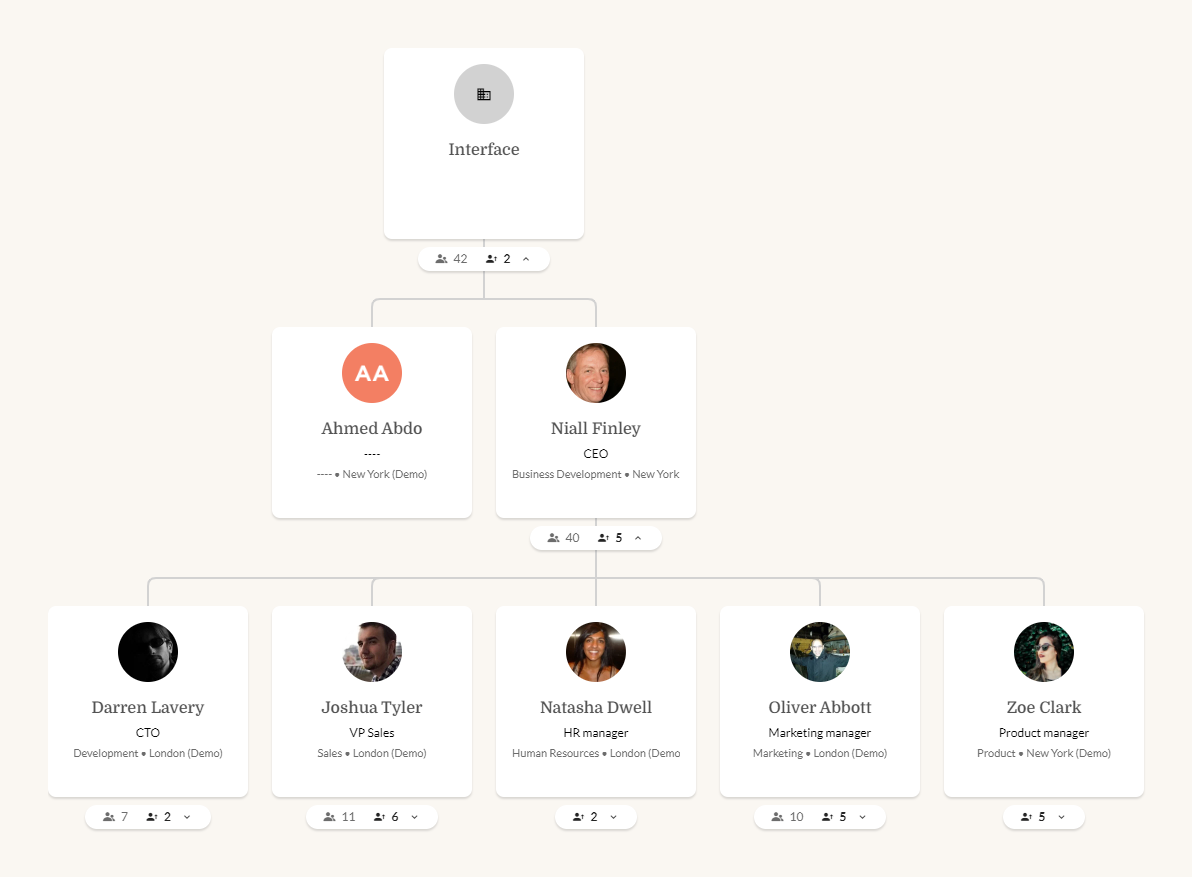 Interface
42 2
AA
Ahmed Abdo
----
---- • New York (Demo)
Niall Finley
CEO
Business Development • New York
40 5
Darren Lavery
CTO
Development • London (Demo)
7 2
Joshua Tyler
VP Sales
Sales • London (Demo)
11 6
Natasha Dwell
HR manager
Human Resources • London (Demo
2
Oliver Abbott
Marketing manager
Marketing • London (Demo)
10 5
Zoe Clark
Product manager
Product • New York (Demo)
5